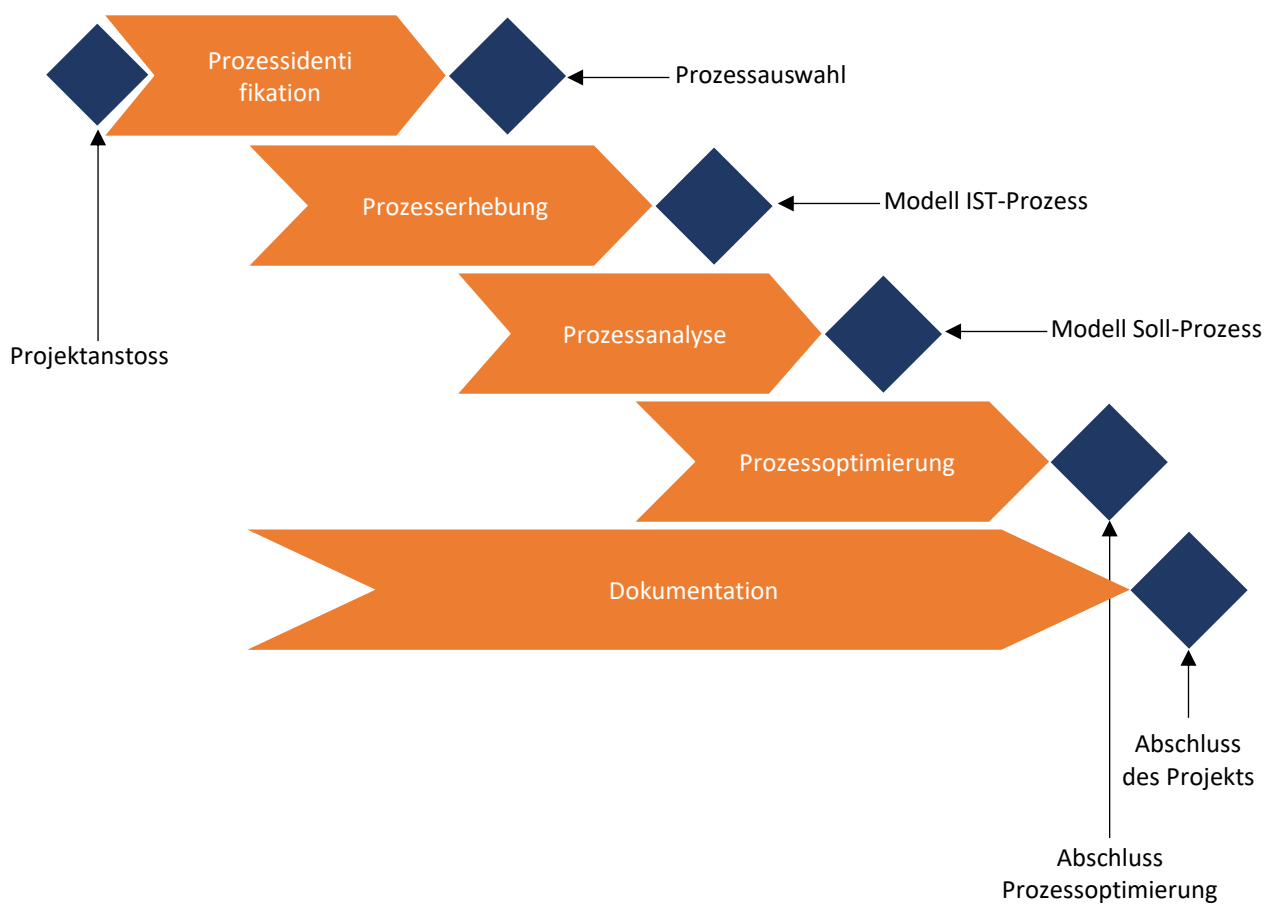 Prozessidenti
fikation
Prozessauswahl
Prozesserhebung
Modell IST-Prozess
Prozessanalyse
Modell Soll-Prozess
Projektanstoss
Prozessoptimierung
Dokumentation
Abschluss
des Projekts
Abschluss
Prozessoptimierung